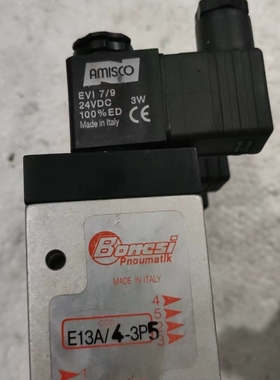 AMISCO
EVI 7/9
24VDC 3W
100%ED CE
Made in Italy
Bonesi
Pneumatik
MADE IN ITALY
E13A/4-3P5
4
5
2
3
1